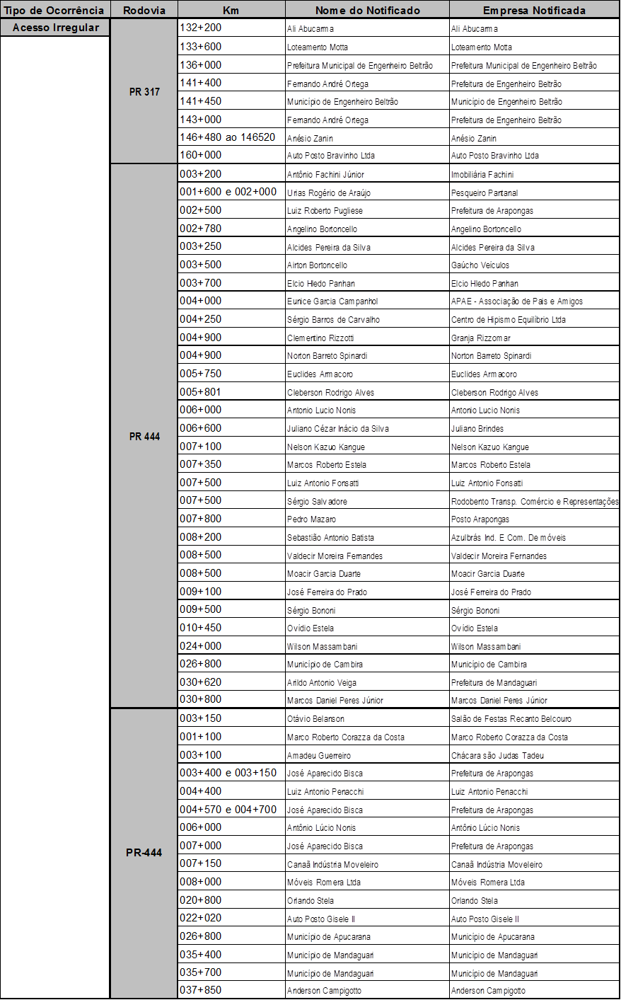 Tipo de Ocorrência Rodovia Km Nome do Notificado Empresa Notificada
Acesso Irregular PR 317 132+200 Ali Abucarma Ali Abucarma
133+600 Loteamento Motta Loteamento Motta
136+000 Prefeitura Municipal de Engenheiro Beltrão Prefeitura Municipal de Engenheiro Beltrão
141+400 Fernando André Ortega Prefeitura de Engenheiro Beltrão
141+450 Município de Engenheiro Beltrão Município de Engenheiro Beltrão
143+000 Fernando André Ortega Prefeitura de Engenheiro Beltrão
146+480 ao 146520 Anésio Zanin Anésio Zanin
160+000 Auto Posto Bravinho Ltda Auto Posto Bravinho Ltda
PR 444 003+200 Antônio Fachini Júnior Imobiliária Fachini
001+600 e 002+000 Urias Rogério de Araújo Pesqueiro Pantanal
002+500 Luiz Roberto Pugliese Prefeitura de Arapongas
002+780 Angelino Bortoncello Angelino Bortoncello
003+250 Alcides Pereira da Silva Alcides Pereira da Silva
003+500 Airton Bortoncello Gaúcho Veículos
003+700 Elcio Hledo Panhan Elcio Hledo Panhan
004+000 Eunice Garcia Campanhol APAE - Associação de Pais e Amigos
004+250 Sérgio Barros de Carvalho Centro de Hipismo Equilíbrio Ltda
004+900 Clementino Rizzotti Granja Rizzomar
004+900 Norton Barreto Spinardi Norton Barreto Spinardi
005+750 Euclides Armacoro Euclides Armacoro
005+801 Cleberson Rodrigo Alves Cleberson Rodrigo Alves
006+000 Antonio Lucio Nonis Antonio Lucio Nonis
006+600 Juliano Cézar Inácio da Silva Juliano Brindes
007+100 Nelson Kazuo Kangue Nelson Kazuo Kangue
007+350 Marcos Roberto Estela Marcos Roberto Estela
007+500 Luiz Antonio Fonsatti Luiz Antonio Fonsatti
007+500 Sérgio Salvadore Rodobento Transp. Comércio e Representações
007+800 Pedro Mazaro Posto Arapongas
008+200 Sebastião Antonio Batista Azulbrás Ind. E Com. De móveis
008+500 Valdecir Moreira Fernandes Valdecir Moreira Fernandes
008+500 Moacir Garcia Duarte Moacir Garcia Duarte
009+100 José Ferreira do Prado José Ferreira do Prado
009+500 Sérgio Bononi Sérgio Bononi
010+450 Ovídio Estela Ovídio Estela
024+000 Wilson Massambani Wilson Massambani
026+800 Município de Cambira Município de Cambira
030+620 Arildo Antonio Veiga Prefeitura de Mandaguari
030+800 Marcos Daniel Peres Júnior Marcos Daniel Peres Júnior
PR-444 003+150 Otávio Belarson Salão de Festas Recanto Belcouro
001+100 Marco Roberto Corazza da Costa Marco Roberto Corazza da Costa
003+100 Amadeu Guerreiro Chácara são Judas Tadeu
003+400 e 003+150 José Aparecido Bisca Prefeitura de Arapongas
004+400 Luiz Antonio Penacchi Luiz Antonio Penacchi
004+570 e 004+700 José Aparecido Bisca Prefeitura de Arapongas
006+000 Antônio Lúcio Nonis Antônio Lúcio Nonis
007+000 José Aparecido Bisca Prefeitura de Arapongas
007+150 Canaã Indústria Moveleiro Canaã Indústria Moveleiro
008+000 Móveis Romera Ltda Móveis Romera Ltda
020+800 Orlando Stela Orlando Stela
022+020 Auto Posto Gisele II Auto Posto Gisele II
026+800 Município de Apucarana Município de Apucarana
035+400 Município de Mandaguari Município de Mandaguari
035+700 Município de Mandaguari Município de Mandaguari
037+850 Anderson Campigotto Anderson Campigotto